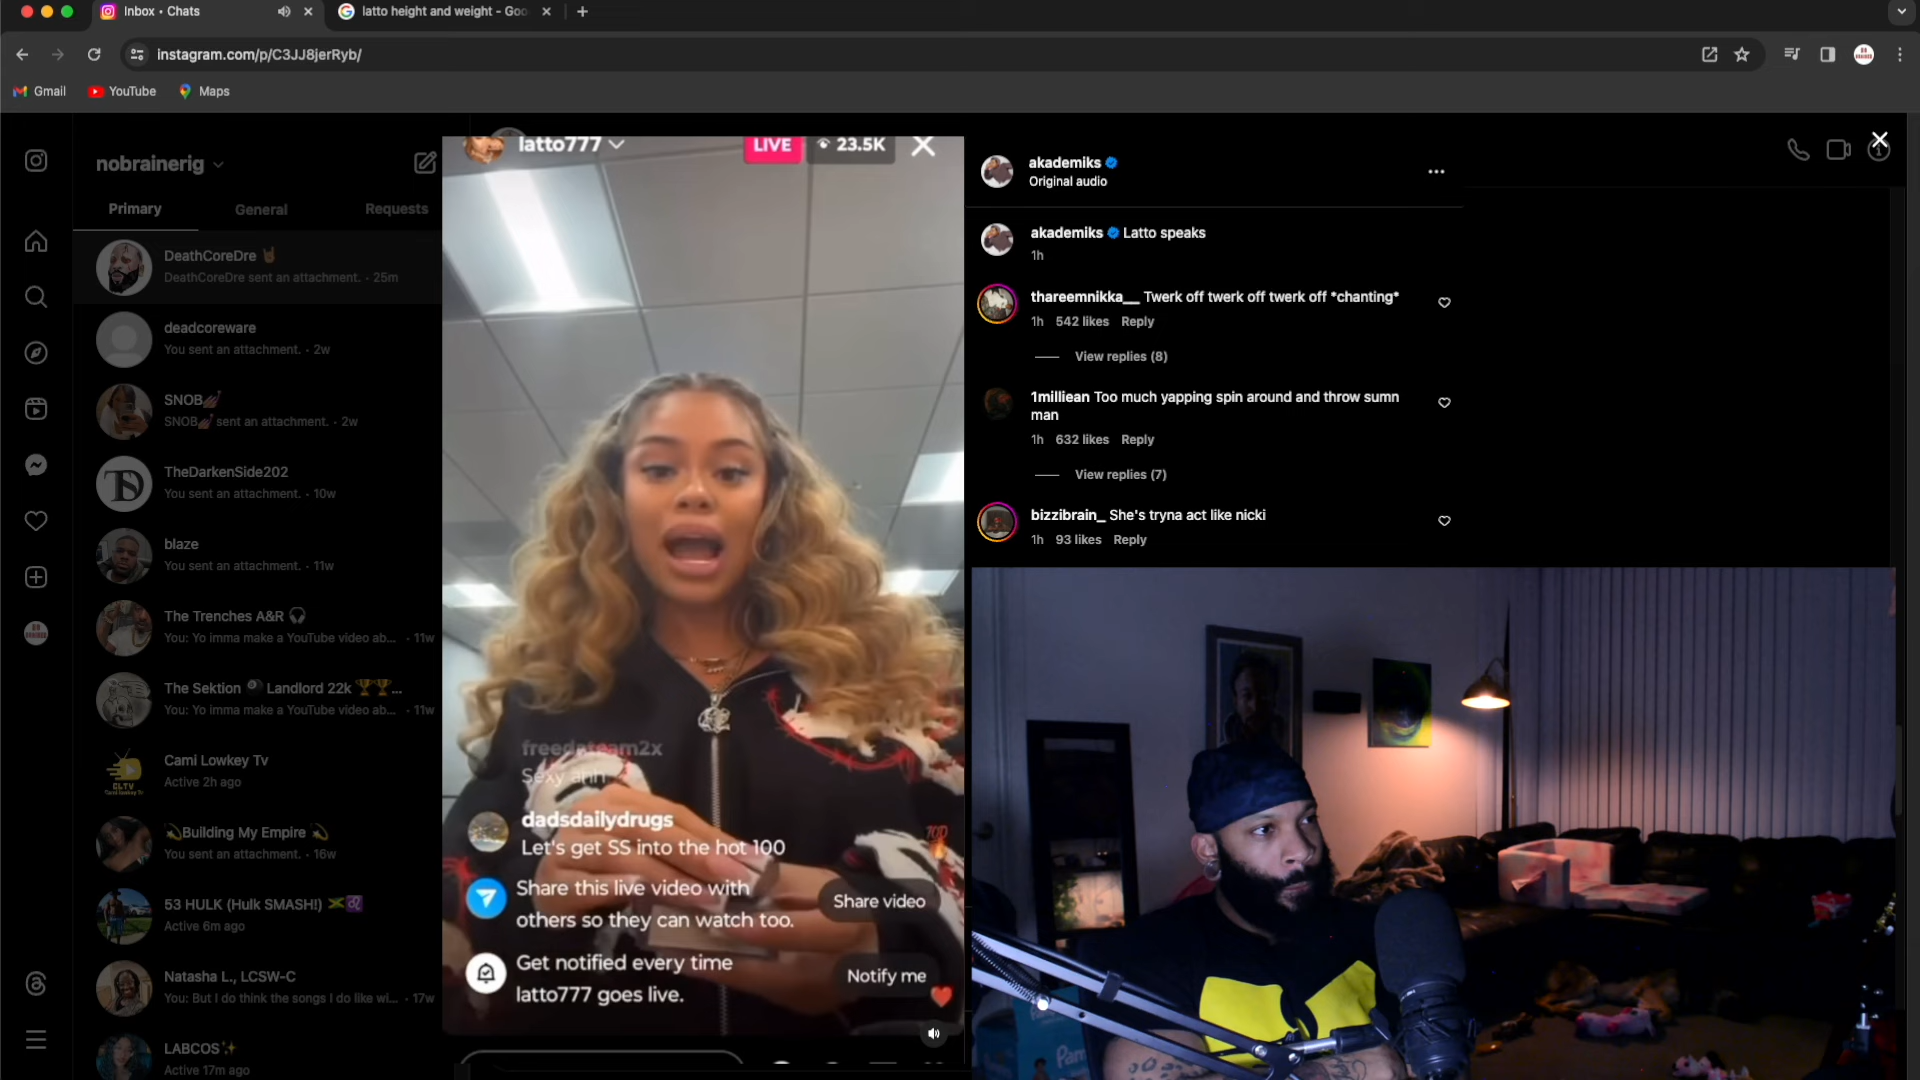 Inbox • Chats
latto height and weight - Goo
instagram.com/p/C3JJ8jerRyb/
Gmail
YouTube
Maps
nobrainerig
Primary
General
Requests
DeathCoreDre
DeathCoreDre sent an attachment. · 25m
deadcoreware
You sent an attachment. · 2w
SNOB
SNOB sent an attachment. · 2w
TheDarkenSide202
You sent an attachment. · 10w
blaze
You sent an attachment. · 11w
The Trenches A&R
You: Yo imma make a YouTube video ab... · 11w
The Sektion Landlord 22k ...
You: Yo imma make a YouTube video ab... · 11w
Cami Lowkey Tv
Active 2h ago
Building My Empire
You sent an attachment. · 16w
53 HULK (Hulk SMASH!)
Active 6m ago
Natasha L., LCSW-C
You: But I do think the songs I do like wi... · 17w
LABCOS
Active 17m ago
latto777
LIVE
23.5K
freedateam2x
Sexy ahh
dadsdailydrugs
Let's get SS into the hot 100
Share this live video with
others so they can watch too.
Share video
Get notified every time
latto777 goes live.
Notify me
akademiks
Original audio
akademiks Latto speaks
1h
thareemnikka__ Twerk off twerk off twerk off *chanting*
1h 542 likes Reply
View replies (8)
1milliean Too much yapping spin around and throw sumn
man
1h 632 likes Reply
View replies (7)
bizzibrain_ She's tryna act like nicki
1h 93 likes Reply